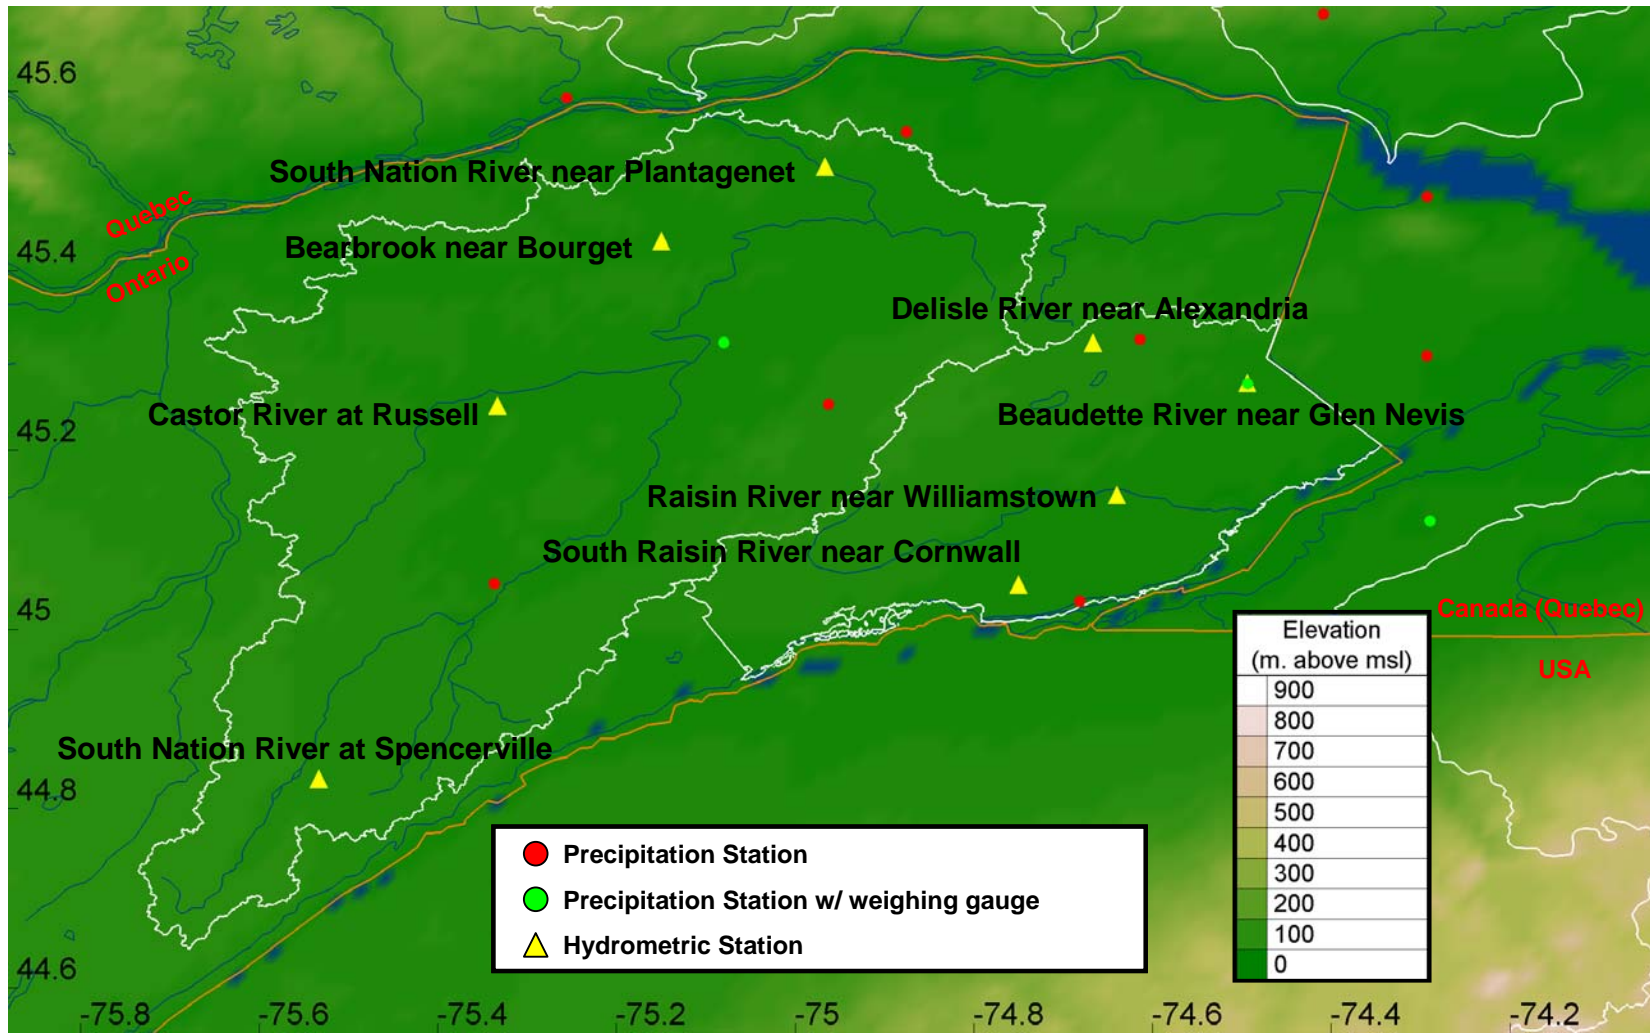 45.6
South Nation River near Plantagenet
Quebec
45.4
Bearbrook near Bourget
Ontario
Delisle River near Alexandria
45.2
Castor River at Russell
Beaudette River near Glen Nevis
Raisin River near Williamstown
South Raisin River near Cornwall
45
Canada (Quebec)
USA
Elevation
(m. above msl)
900
800
700
600
500
400
300
200
100
0
South Nation River at Spencerville
44.8
Precipitation Station
Precipitation Station w/ weighing gauge
Hydrometric Station
44.6
-75.8 -75.6 -75.4 -75.2 -75 -74.8 -74.6 -74.4 -74.2